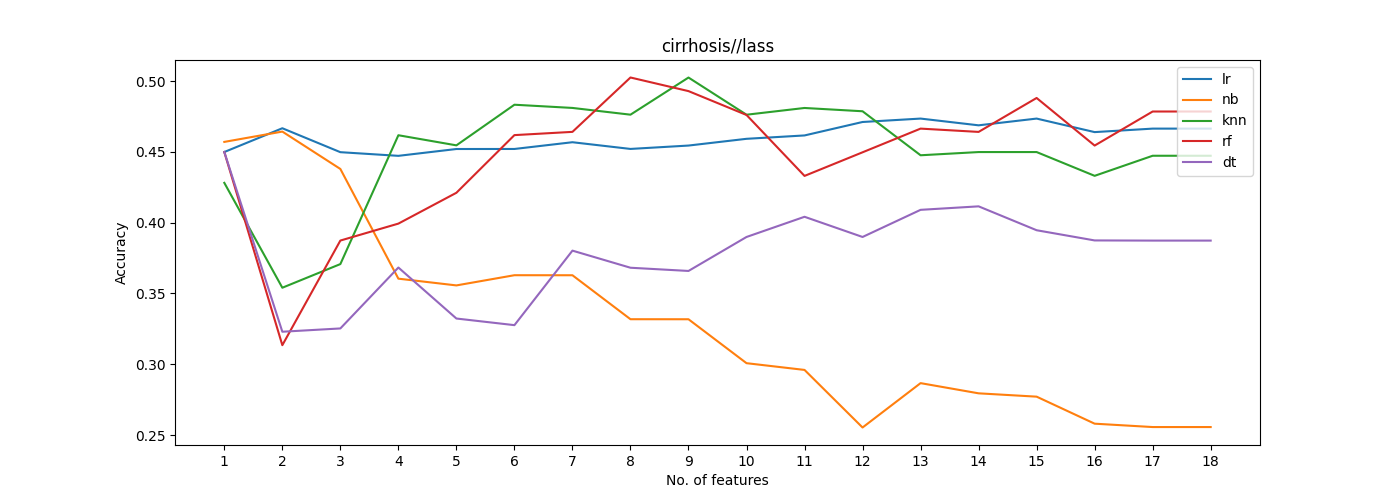 cirrhosis//lass
Accuracy
0.50
0.45
0.40
0.35
0.30
0.25
lr
nb
knn
rf
dt
1 2 3 4 5 6 7 8 9 10 11 12 13 14 15 16 17 18
No. of features